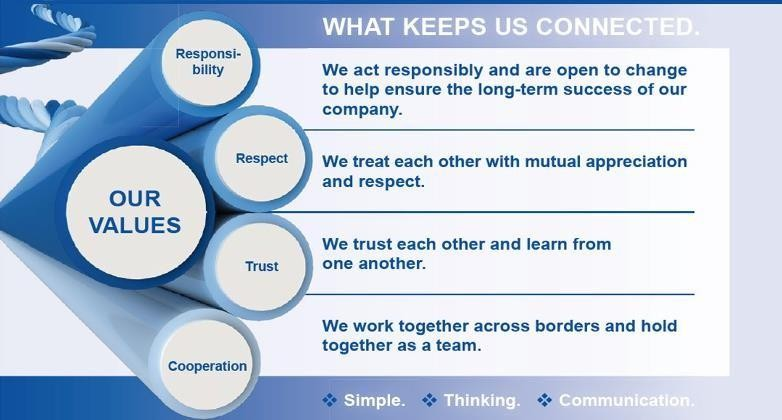 WHAT KEEPS US CONNECTED.
OUR
VALUES
Responsi-
bility
We act responsibly and are open to change
to help ensure the long-term success of our
company.
Respect
We treat each other with mutual appreciation
and respect.
Trust
We trust each other and learn from
one another.
Cooperation
We work together across borders and hold
together as a team.
❖ Simple. ❖ Thinking. ❖ Communication.